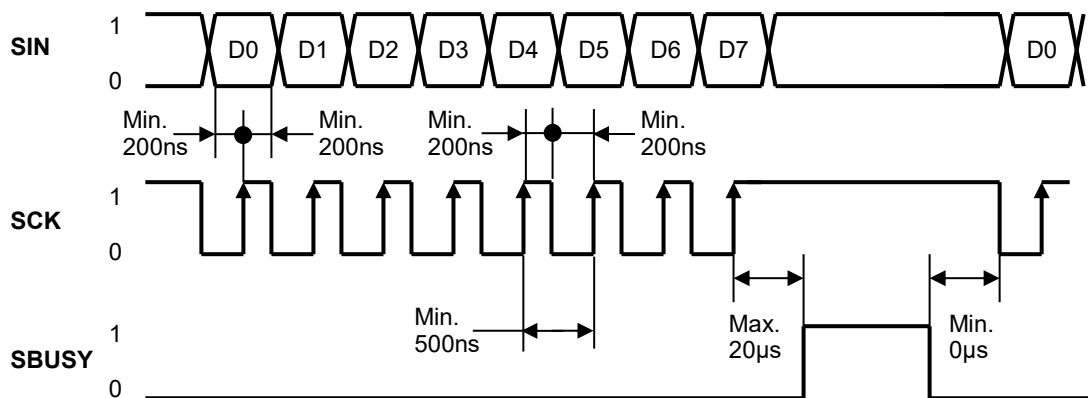 SIN
1
0
D0 D1 D2 D3 D4 D5 D6 D7 D0
Min.
200ns
Min.
200ns
Min.
200ns
Min.
200ns
SCK
1
0
Min.
500ns
Max.
20µs
Min.
0µs
SBUSY
1
0